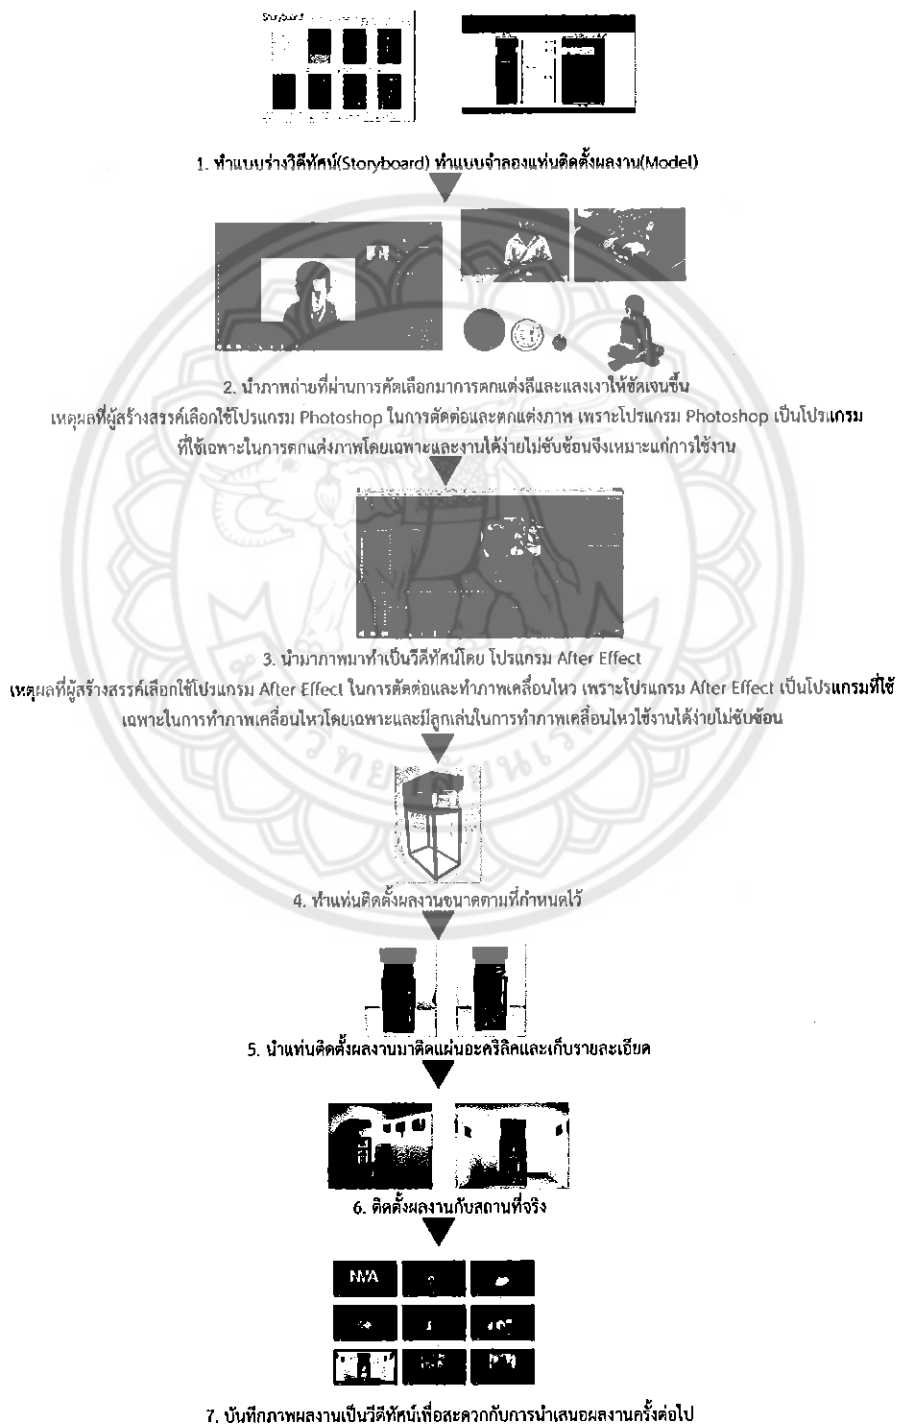 Storyboard
1. ทำแบบร่างวิดีทัศน์(Storyboard) ทำแบบจำลองแท่นติดตั้งผลงาน(Model)
2. นำภาพถ่ายที่ผ่านการคัดเลือกมาการตกแต่งสีและแสงเงาให้ชัดเจนขึ้น
เหตุผลที่ผู้สร้างสรรค์เลือกใช้โปรแกรม Photoshop ในการตัดต่อและตกแต่งภาพ เพราะโปรแกรม Photoshop เป็นโปรแกรม
ที่ใช้เฉพาะในการตกแต่งภาพโดยเฉพาะและงานได้ง่ายไม่ซับซ้อนจึงเหมาะแก่การใช้งาน
3. นำมาภาพมาทำเป็นวีดีทัศน์โดย โปรแกรม After Effect
เหตุผลที่ผู้สร้างสรรค์เลือกใช้โปรแกรม After Effect ในการตัดต่อและทำภาพเคลื่อนไหว เพราะโปรแกรม After Effect เป็นโปรแกรมที่ใช้
เฉพาะในการทำภาพเคลื่อนไหวโดยเฉพาะและมีลูกเล่นในการทำภาพเคลื่อนไหวใช้งานได้ง่ายไม่ซับซ้อน
4. ทำแท่นติดตั้งผลงานขนาดตามที่กำหนดไว้
5. นำแท่นติดตั้งผลงานมาติดแผ่นอะคริลิคและเก็บรายละเอียด
6. ติดตั้งผลงานกับสถานที่จริง
7. บันทึกภาพผลงานเป็นวีดีทัศน์เพื่อสะดวกกับการนำเสนอผลงานครั้งต่อไป